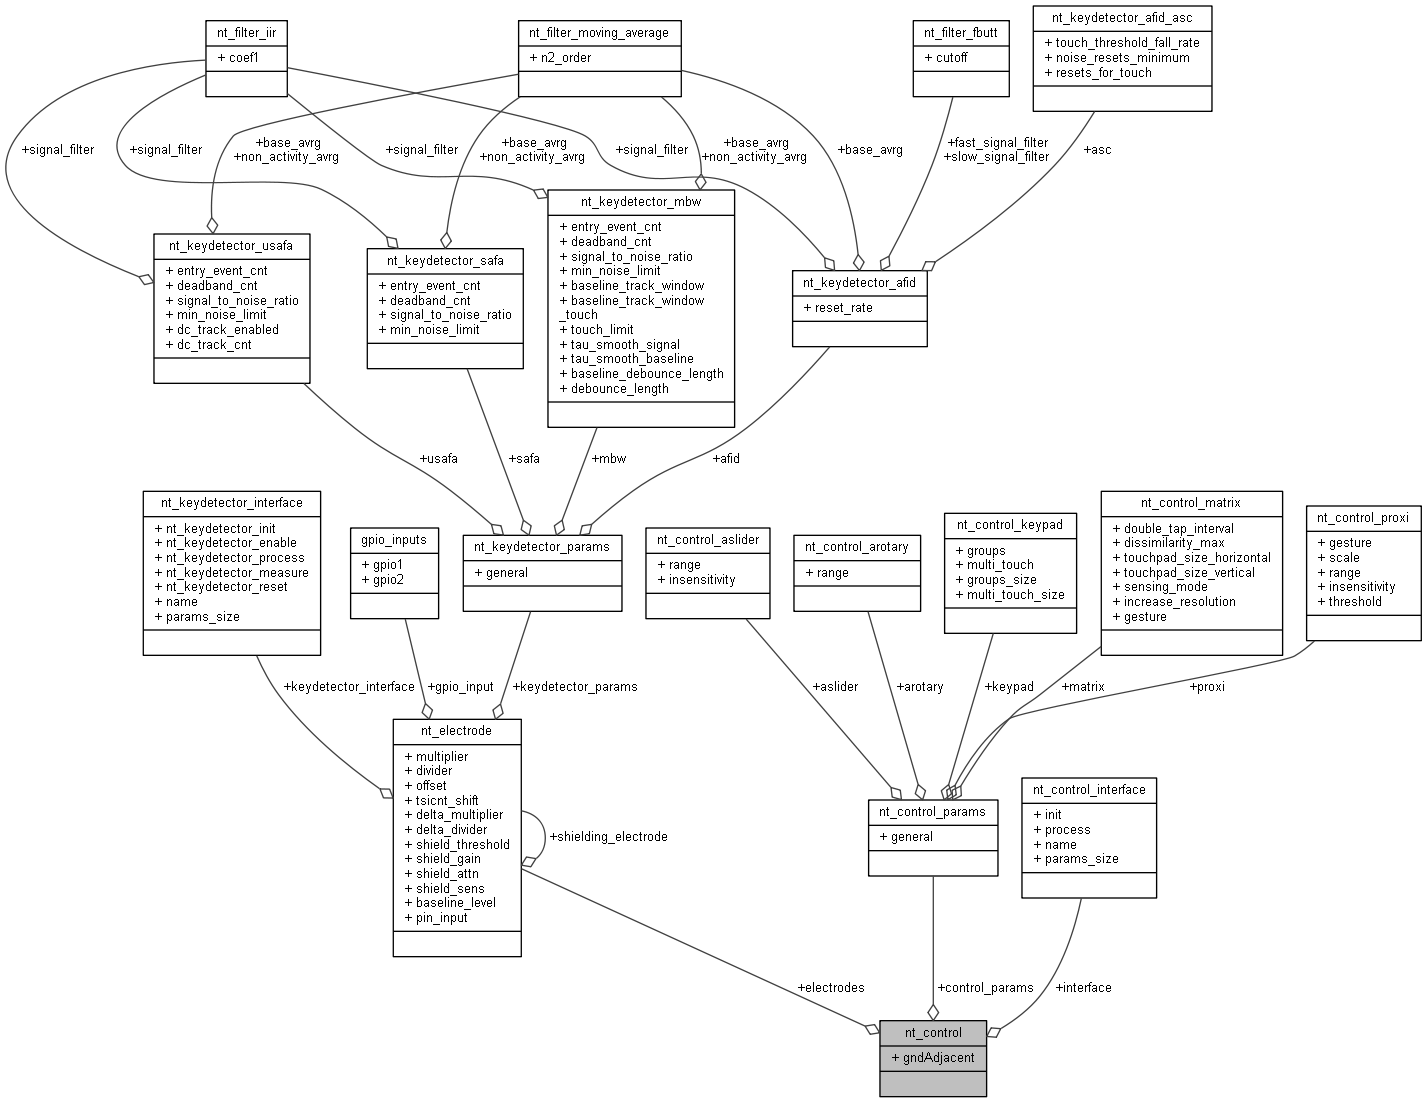 nt_filter_iir
+ coef1
nt_filter_moving_average
+ n2_order
nt_filter_fbutt
+ cutoff
nt_keydetector_afid_asc
+ touch_threshold_fall_rate
+ noise_resets_minimum
+ resets_for_touch
+signal_filter
+signal_filter
+base_avrg
+non_activity_avrg
+signal_filter
+base_avrg
+non_activity_avrg
+signal_filter
+base_avrg
+non_activity_avrg
+base_avrg
+fast_signal_filter
+slow_signal_filter
+asc
nt_keydetector_usafa
+ entry_event_cnt
+ deadband_cnt
+ signal_to_noise_ratio
+ min_noise_limit
+ dc_track_enabled
+ dc_track_cnt
nt_keydetector_safa
+ entry_event_cnt
+ deadband_cnt
+ signal_to_noise_ratio
+ min_noise_limit
nt_keydetector_mbw
+ entry_event_cnt
+ deadband_cnt
+ signal_to_noise_ratio
+ min_noise_limit
+ baseline_track_window
+ baseline_track_window
_touch
+ touch_limit
+ tau_smooth_signal
+ tau_smooth_baseline
+ baseline_debounce_length
+ debounce_length
nt_keydetector_afid
+ reset_rate
+usafa
+safa
+mbw
+afid
nt_keydetector_interface
+ nt_keydetector_init
+ nt_keydetector_enable
+ nt_keydetector_process
+ nt_keydetector_measure
+ nt_keydetector_reset
+ name
+ params_size
gpio_inputs
+ gpio1
+ gpio2
nt_keydetector_params
+ general
nt_control_aslider
+ range
+ insensitivity
nt_control_arotary
+ range
nt_control_keypad
+ groups
+ multi_touch
+ groups_size
+ multi_touch_size
nt_control_matrix
+ double_tap_interval
+ dissimilarity_max
+ touchpad_size_horizontal
+ touchpad_size_vertical
+ sensing_mode
+ increase_resolution
+ gesture
nt_control_proxi
+ gesture
+ scale
+ range
+ insensitivity
+ threshold
+keydetector_interface
+gpio_input
+keydetector_params
+aslider
+arotary
+keypad
+matrix
+proxi
nt_electrode
+ multiplier
+ divider
+ offset
+ tsicnt_shift
+ delta_multiplier
+ delta_divider
+ shield_threshold
+ shield_gain
+ shield_attn
+ shield_sens
+ baseline_level
+ pin_input
+shielding_electrode
nt_control_params
+ general
nt_control_interface
+ init
+ process
+ name
+ params_size
+electrodes
+control_params
+interface
nt_control
+ gndAdjacent